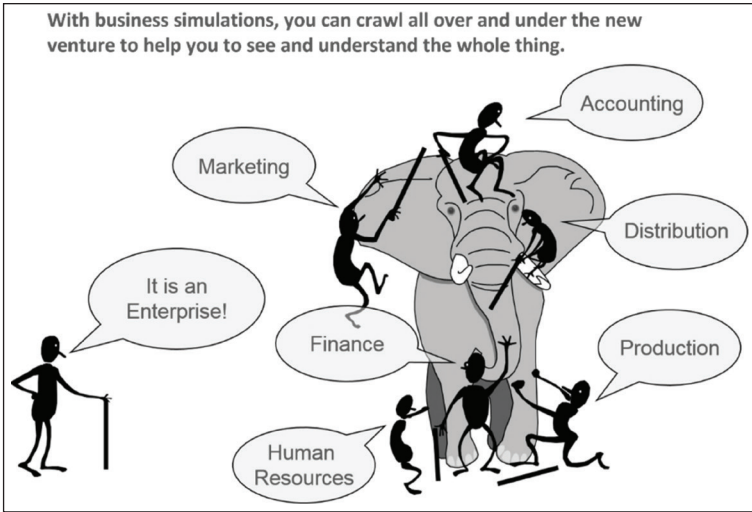 With business simulations, you can crawl all over and under the new
venture to help you to see and understand the whole thing.
Accounting
Marketing
Distribution
It is an
Enterprise!
Finance
Production
Human
Resources